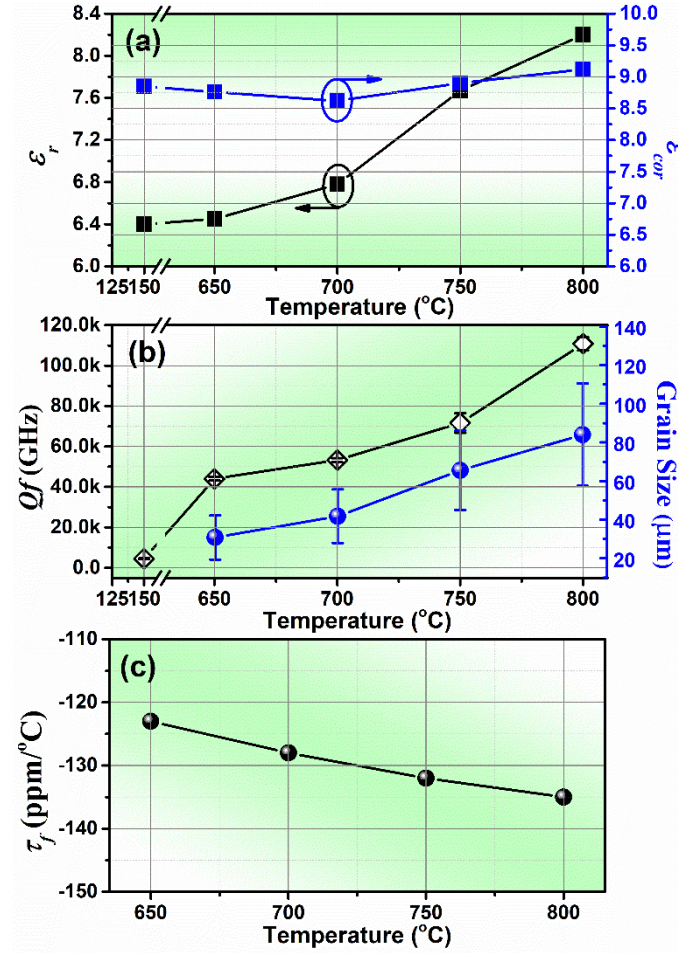 (a)
8.4
8.0
7.6
7.2
6.8
6.4
6.0
εr
10.0
9.5
9.0
8.5
8.0
7.5
7.0
6.5
6.0
εcor
125 150 650 700 750 800
Temperature (°C)
(b)
120.0k
100.0k
80.0k
60.0k
40.0k
20.0k
0.0
Qf (GHz)
140
120
100
80
60
40
20
Grain Size (μm)
125 150 650 700 750 800
Temperature (°C)
(c)
-110
-120
-130
-140
-150
τf (ppm/°C)
650 700 750 800
Temperature (°C)